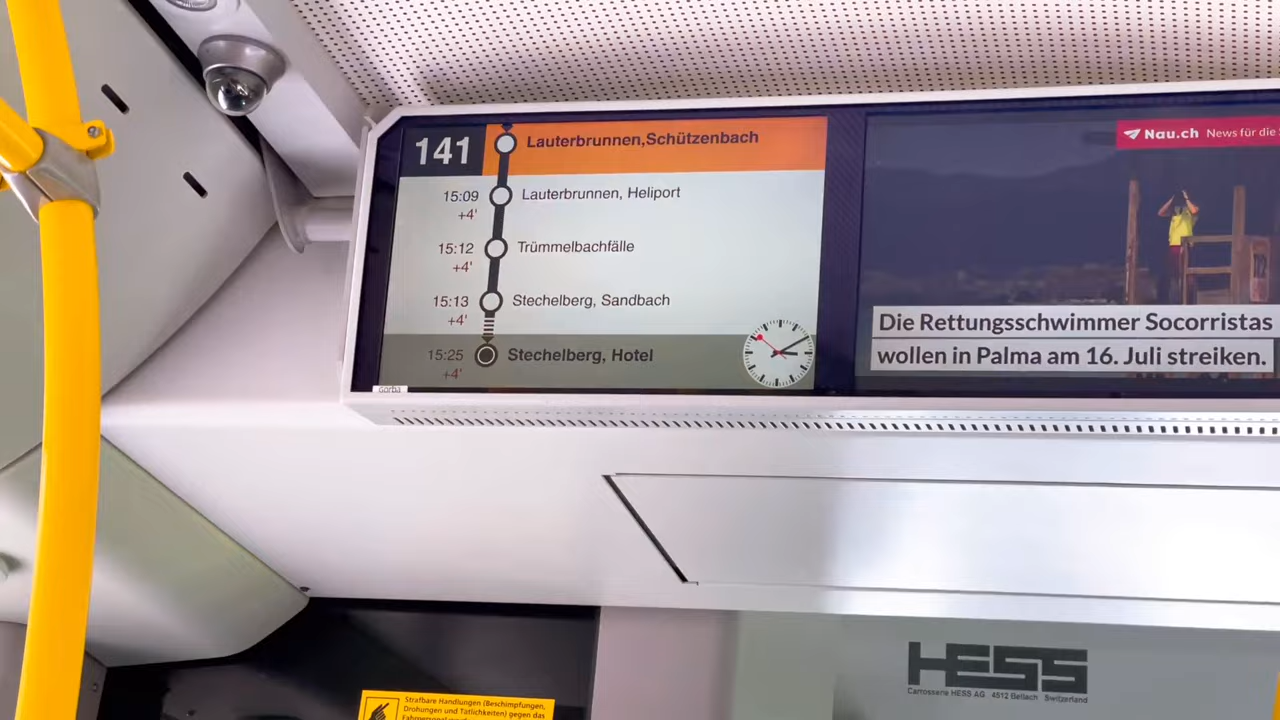 141
Lauterbrunnen,Schützenbach
15:09 Lauterbrunnen, Heliport
+4'
15:12 Trümmelbachfälle
+4'
15:13 Stechelberg, Sandbach
+4'
15:25 Stechelberg, Hotel
+4'
gorba
Nau.ch News für die
Die Rettungsschwimmer Socorristas
wollen in Palma am 16. Juli streiken.
HESS
Carrosserie HESS AG 4512 Bellach Switzerland
Strafbare Handlungen (Beschimpfungen,
Drohungen und Tätlichkeiten) gegen das